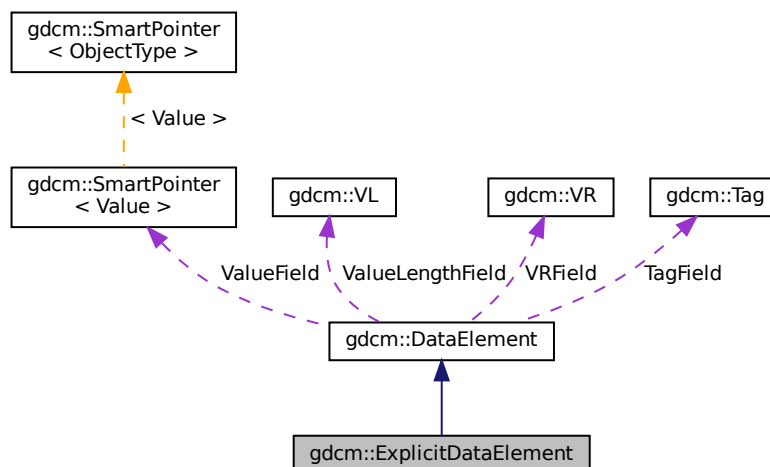 gdcm::SmartPointer
< ObjectType >
< Value >
gdcm::SmartPointer
< Value >
gdcm::VL
gdcm::VR
gdcm::Tag
ValueField
ValueLengthField
VRField
TagField
gdcm::DataElement
gdcm::ExplicitDataElement